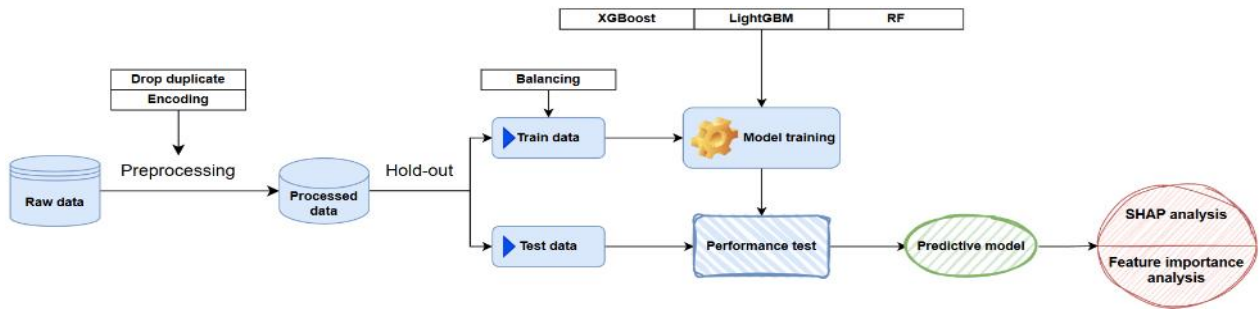 XGBoost LightGBM RF
Drop duplicate
Encoding
Balancing
Preprocessing
Hold-out
Train data
Model training
Raw data
Processed
data
Test data
Performance test
Predictive model
SHAP analysis
Feature importance
analysis